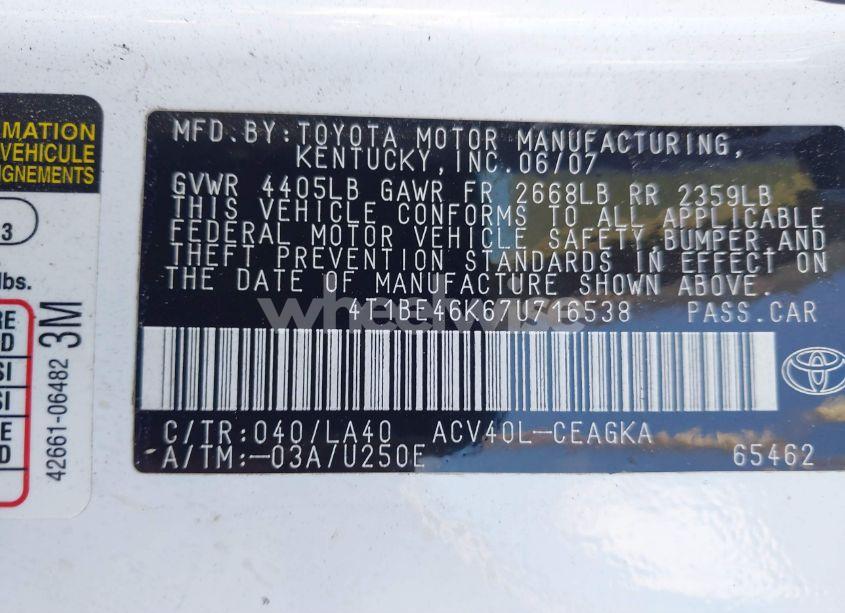 MATION
VEHICULE
IGNEMENTS
3
lbs.
RE
D
SI
SI
E
D
42661-06482
3M
MFD.BY:TOYOTA MOTOR MANUFACTURING,
KENTUCKY,INC.06/07
GVWR 4405LB GAWR FR 2668LB RR 2359LB
THIS VEHICLE CONFORMS TO ALL APPLICABLE
FEDERAL MOTOR VEHICLE SAFETY,BUMPER AND
THEFT PREVENTION STANDARDS IN EFFECT ON
THE DATE OF MANUFACTURE SHOWN ABOVE.
4T1BE46K67U716538 PASS.CAR
C/TR:040/LA40 ACV40L-CEAGKA
A/TM:-03A/U250E 65462